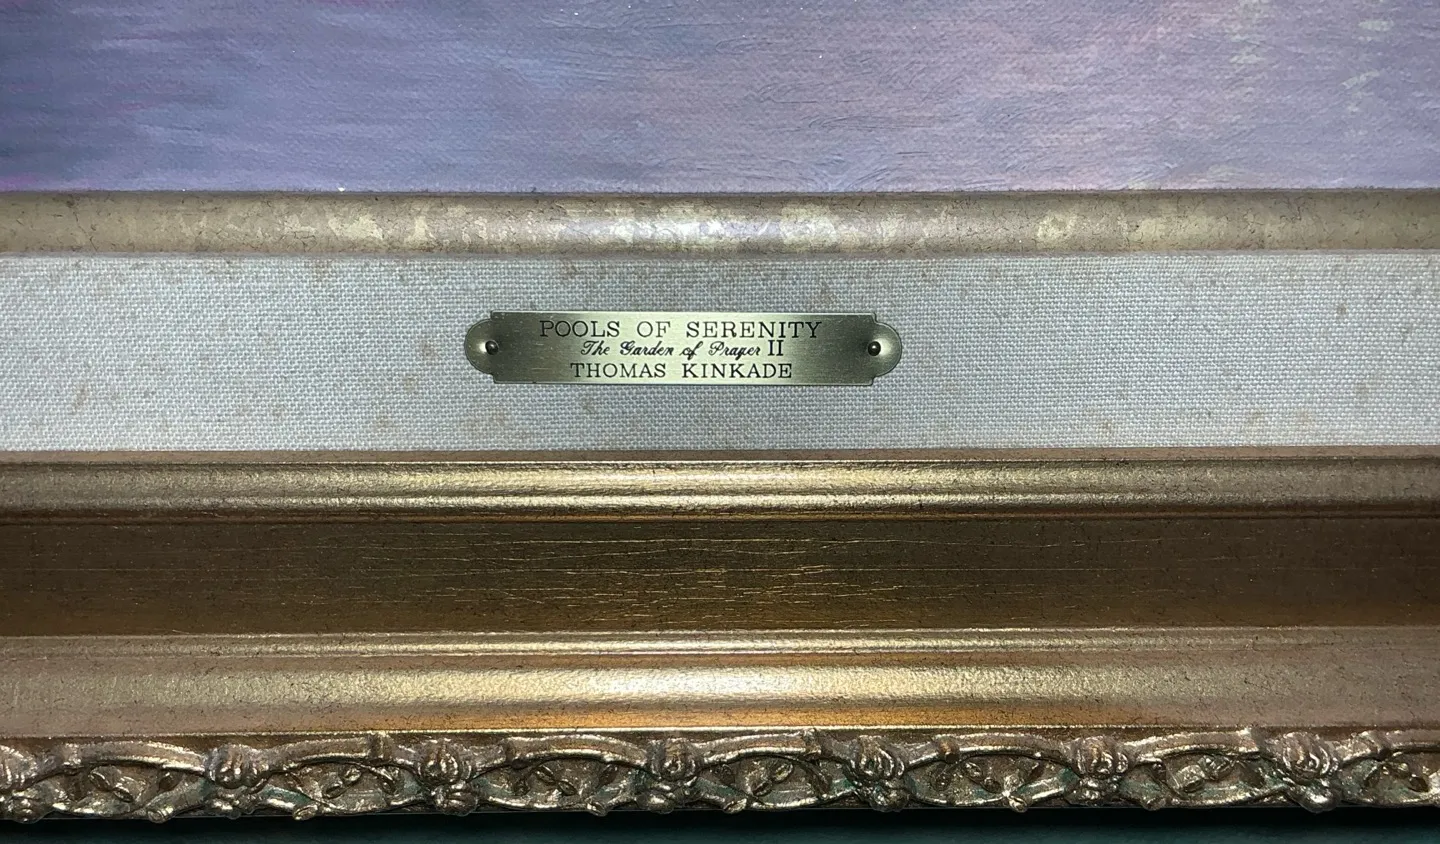 POOLS OF SERENITY
The Garden of Prayer II
THOMAS KINKADE